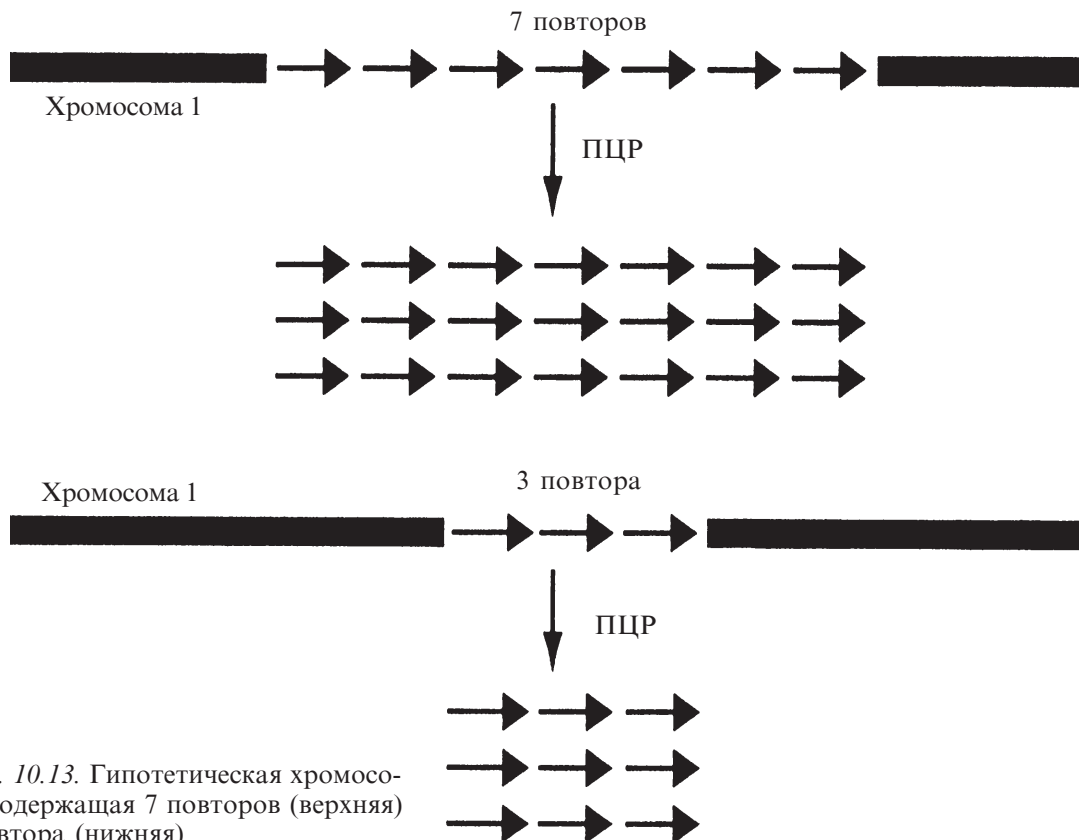 7 повторов
Хромосома 1
ПЦР
Хромосома 1
3 повтора
ПЦР
. 10.13. Гипотетическая хромосо-
одержащая 7 повторов (верхняя)
втора (нижняя)